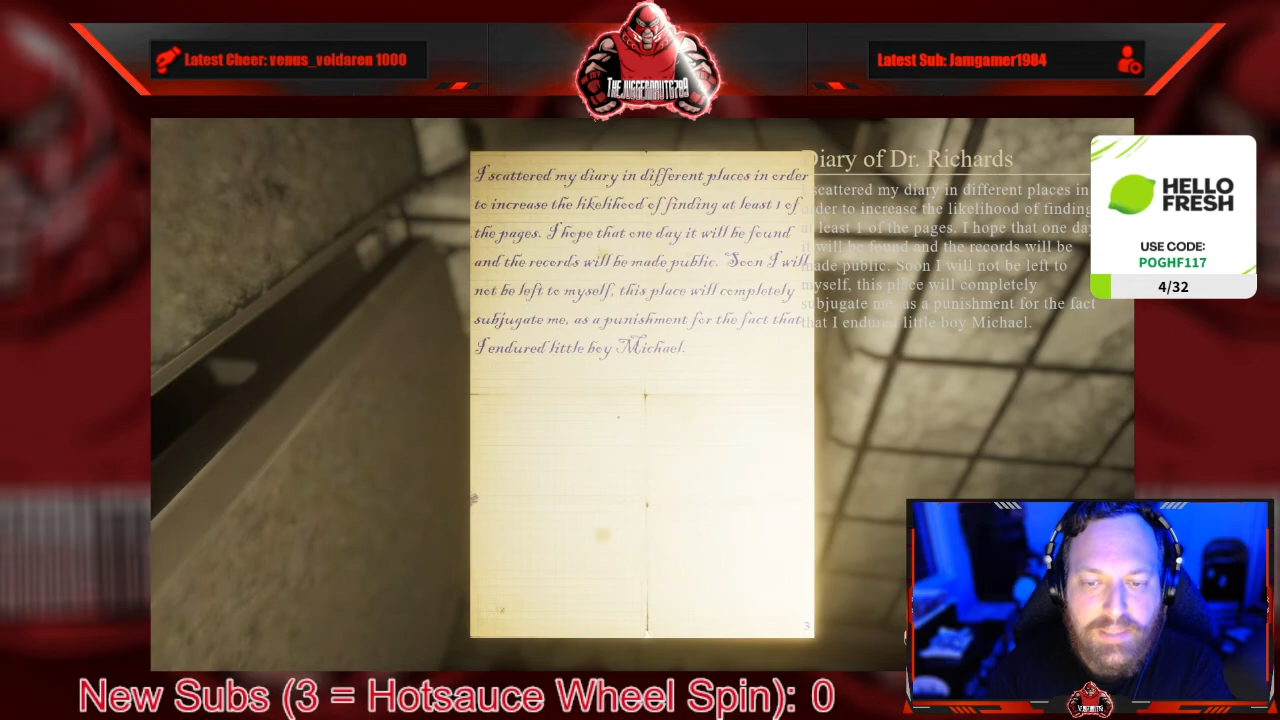 Latest Cheer: venus_voldaren 1000
THEJUGGERNAUT6789
Latest Sub: Jamgamer1984
I scattered my diary in different places in order
to increase the likelihood of finding at least 1 of
the pages. I hope that one day it will be found
and the records will be made public. Soon I will
not be left to myself, this place will completely
subjugate me, as a punishment for the fact that
I endured little boy Michael.
3
Diary of Dr. Richards
I scattered my diary in different places in
order to increase the likelihood of finding
at least 1 of the pages. I hope that one day
it will be found and the records will be
made public. Soon I will not be left to
myself, this place will completely
subjugate me, as a punishment for the fact
that I endured little boy Michael.
HELLO
FRESH
USE CODE:
POGHF117
4/32
New Subs (3 = Hotsauce Wheel Spin): 0